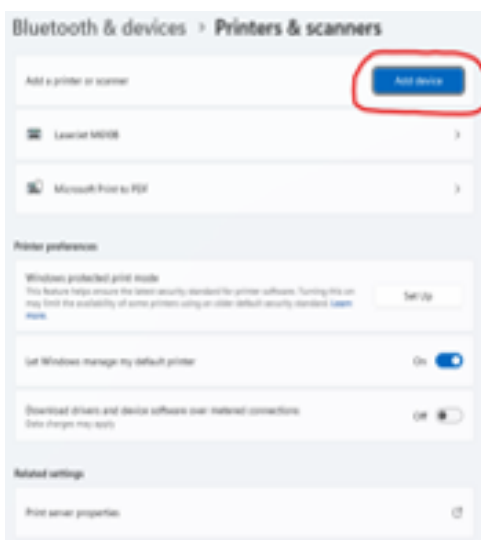 Bluetooth & devices > Printers & scanners
Add a printer or scanner
Add device
LaserJet
Microsoft Print to PDF
Printer preferences
Windows protected print mode
This feature helps ensure the latest security standard for printer software. Turning this on
may limit the availability of some printers using an older default security standard. Learn
more.
Set Up
Let Windows manage my default printer
On
Download drivers and device software over metered connections
Data charges may apply
Off
Related settings
Print server properties